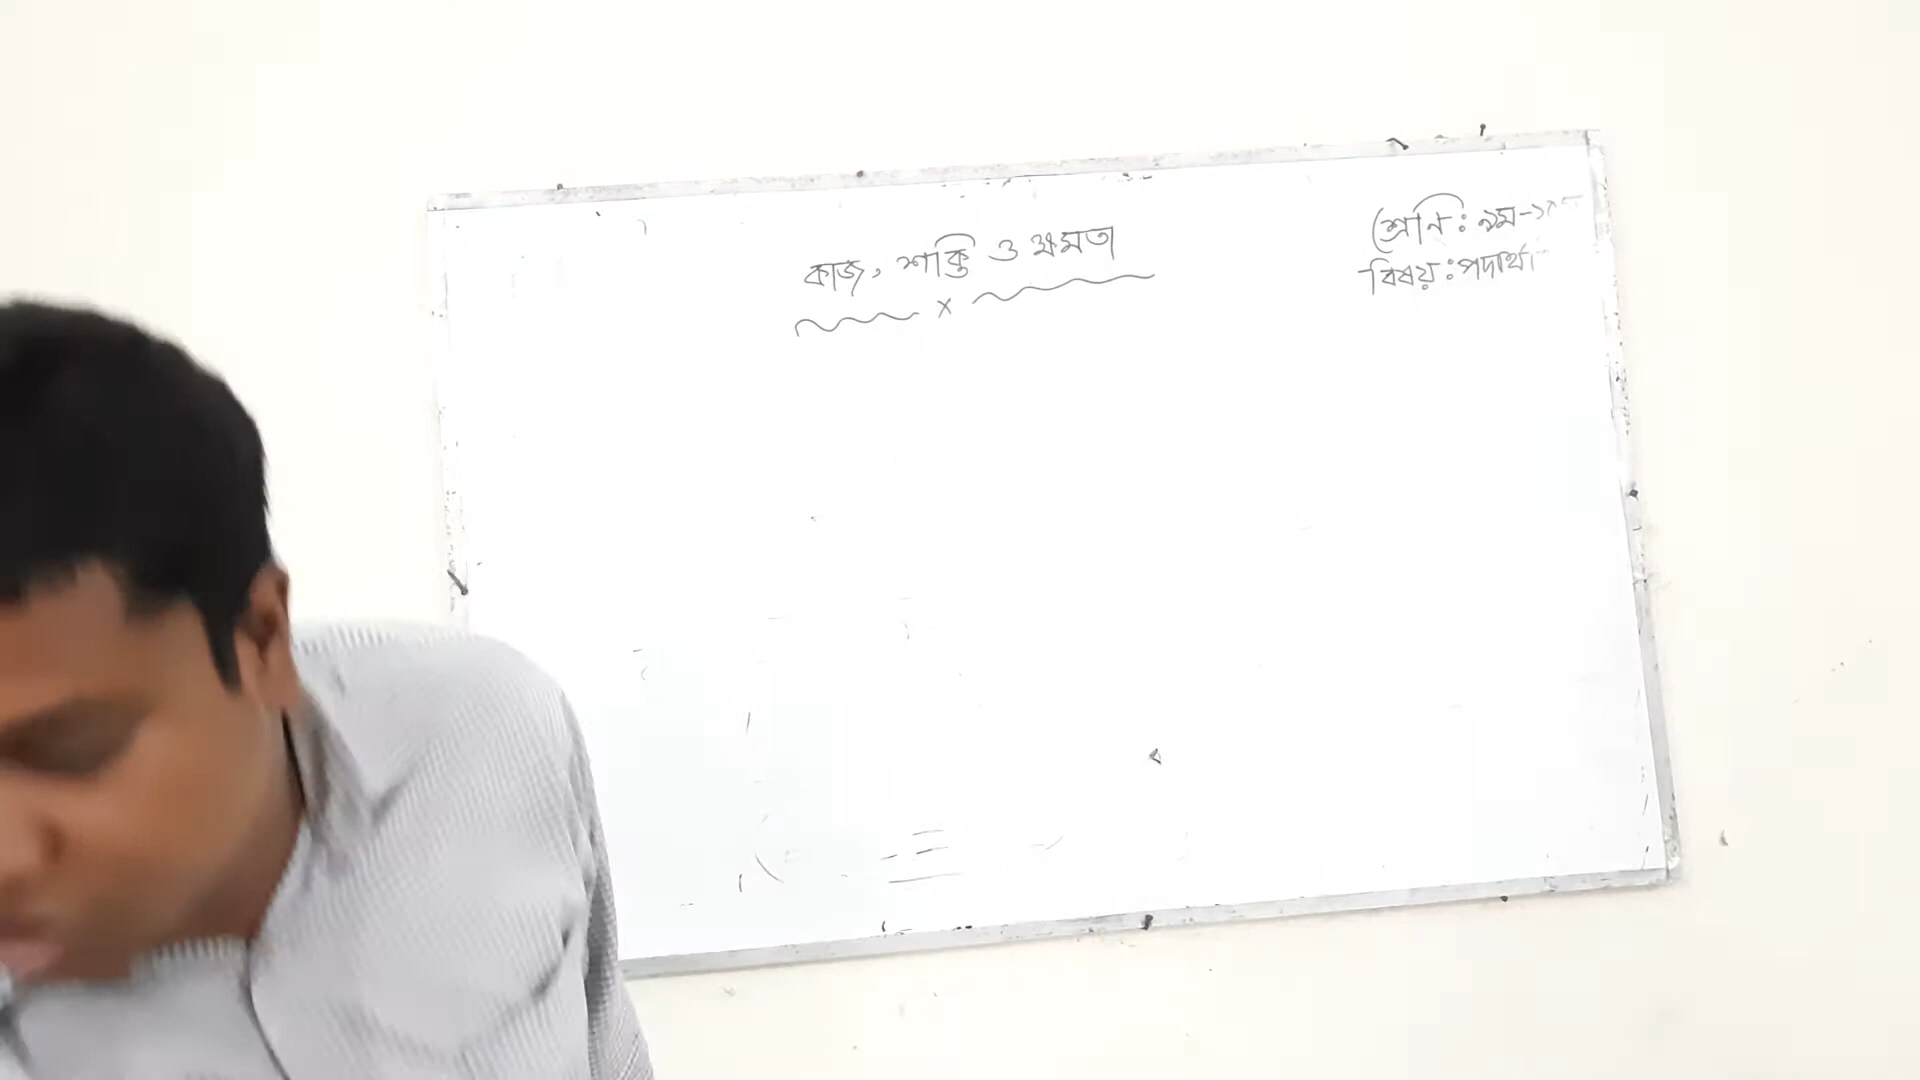 কাজ, শক্তি ও ক্ষমতা
x
শ্রেণি : ৯ম-১০ম
বিষয় : পদার্থ